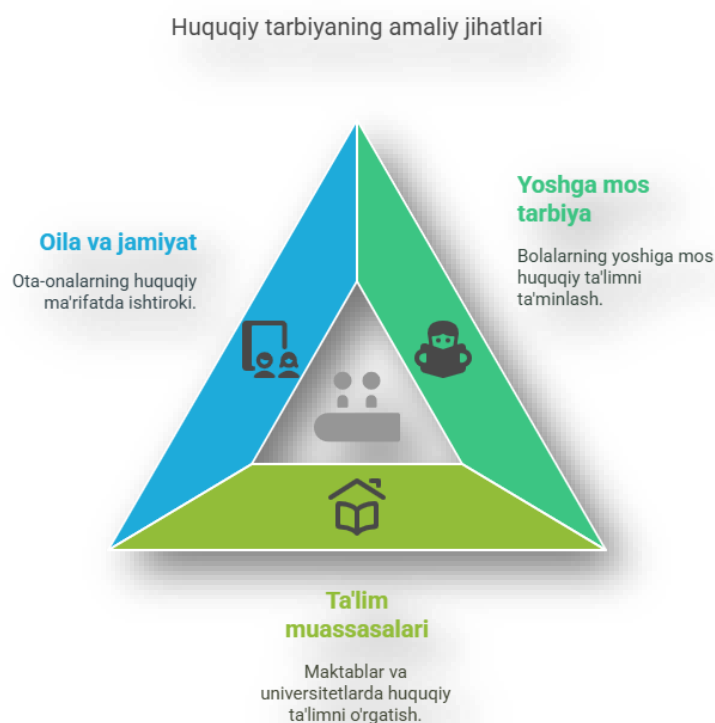 Huquqiy tarbiyaning amaliy jihatlari
Oila va jamiyat
Ota-onalarning huquqiy
ma'rifatda ishtiroki.
Yoshga mos
tarbiya
Bolalarning yoshiga mos
huquqiy ta'limni
ta'minlash.
Ta'lim
muassasalari
Maktablar va
universitetlarda huquqiy
ta'limni o'rgatish.